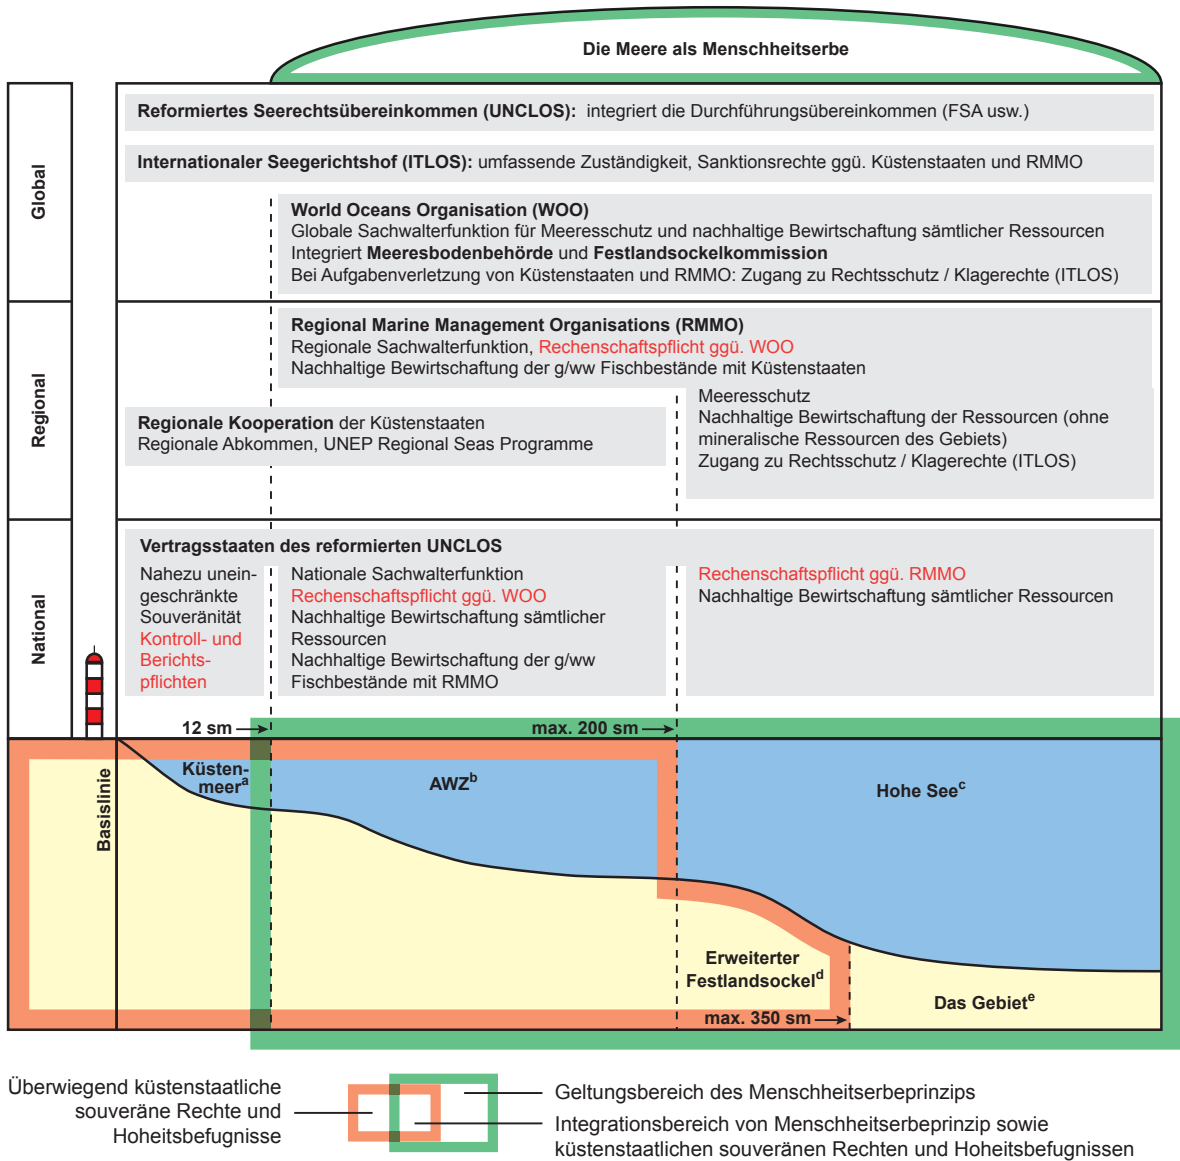 Die Meere als Menschheitserbe
Global
Reformiertes Seerechtsübereinkommen (UNCLOS): integriert die Durchführungsübereinkommen (FSA usw.)
Internationaler Seegerichtshof (ITLOS): umfassende Zuständigkeit, Sanktionsrechte ggü. Küstenstaaten und RMMO
World Oceans Organisation (WOO)
Globale Sachwalterfunktion für Meeresschutz und nachhaltige Bewirtschaftung sämtlicher Ressourcen
Integriert Meeresbodenbehörde und Festlandsockelkommission
Bei Aufgabenverletzung von Küstenstaaten und RMMO: Zugang zu Rechtsschutz / Klagerechte (ITLOS)
Regional
Regional Marine Management Organisations (RMMO)
Regionale Sachwalterfunktion, Rechenschaftspflicht ggü. WOO
Nachhaltige Bewirtschaftung der g/ww Fischbestände mit Küstenstaaten
Meeresschutz
Nachhaltige Bewirtschaftung der Ressourcen (ohne
mineralische Ressourcen des Gebiets)
Zugang zu Rechtsschutz / Klagerechte (ITLOS)
Regionale Kooperation der Küstenstaaten
Regionale Abkommen, UNEP Regional Seas Programme
National
Vertragsstaaten des reformierten UNCLOS
Nahezu unein-
geschränkte
Souveränität
Kontroll- und
Berichts-
pflichten
Nationale Sachwalterfunktion
Rechenschaftspflicht ggü. WOO
Nachhaltige Bewirtschaftung sämtlicher
Ressourcen
Nachhaltige Bewirtschaftung der g/ww
Fischbestände mit RMMO
Rechenschaftspflicht ggü. RMMO
Nachhaltige Bewirtschaftung sämtlicher Ressourcen
12 sm
max. 200 sm
Basislinie
Küsten-
meerᵃ
AWZᵇ
Hohe Seeᶜ
Erweiterter
Festlandsockelᵈ
Das Gebietᵉ
max. 350 sm
Überwiegend küstenstaatliche
souveräne Rechte und
Hoheitsbefugnisse
Geltungsbereich des Menschheitserbeprinzips
Integrationsbereich von Menschheitserbeprinzip sowie
küstenstaatlichen souveränen Rechten und Hoheitsbefugnissen